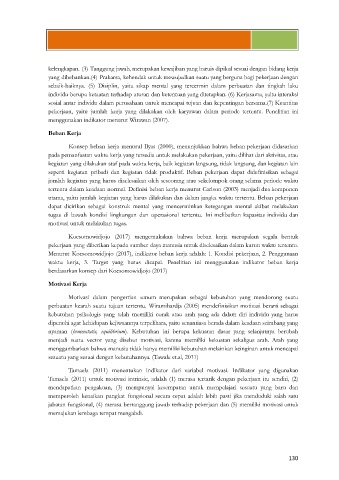 kelengkapan. (3) Tanggung jawab, merupakan kewajiban yang harus dipikul sesuai dengan bidang kerja
yang dibebankan.(4) Prakarsa, kehendak untuk mewujudkan suatu yang berguna bagi pekerjaan dengan
sebaik-baiknya. (5) Disiplin, yaitu sikap mental yang tercermin dalam perbuatan dan tingkah laku
individu berupa ketaatan terhadap aturan dan ketentuan yang ditetapkan. (6) Kerjasama, yaitu interaksi
sosial antar individu dalam perusahaan untuk mencapai tujuan dan kepentingan bersama.(7) Kuantitas
pekerjaan, yaitu jumlah kerja yang dilakukan oleh karyawan dalam periode tertentu. Penelitian ini
menggunakan indikator menurut Wirawan (2007).
Beban Kerja
Konsep beban kerja menurut Ilyas (2000), menunjukkan bahwa beban pekerjaan didasarkan
pada pemanfaatan waktu kerja yang tersedia untuk melakukan pekerjaan, yaitu dilihat dari aktivitas, atau
kegiatan yang dilakukan staf pada waktu kerja, baik kegiatan langsung, tidak langsung, dan kegiatan lain
seperti kegiatan pribadi dan kegiatan tidak produktif. Beban pekerjaan dapat didefinisikan sebagai
jumlah kegiatan yang harus diselesaikan oleh seseorang atau sekelompok orang selama periode waktu
tertentu dalam keadaan normal. Definisi beban kerja menurut Carlson (2003) menjadi dua komponen
utama, yaitu jumlah kegiatan yang harus dilakukan dan dalam jangka waktu tertentu. Beban pekerjaan
dapat dicirikan sebagai konstruk mental yang mencerminkan ketegangan mental akibat melakukan
tugas di bawah kondisi lingkungan dan operasional tertentu. Ini melibatkan kapasitas individu dan
motivasi untuk melakukan tugas.
Koesomowidjojo (2017) mengemukakan bahwa beban kerja merupakan segala bentuk
pekerjaan yang diberikan kepada sumber daya manusia untuk diselesaikan dalam kurun waktu tertentu.
Menurut Koesomowidjojo (2017), indikator beban kerja adalah: 1. Kondisi pekerjaan, 2. Penggunaan
waktu kerja, 3. Target yang harus dicapai. Penelitian ini menggunakan indikator beban kerja
berdasarkan konsep dari Koesomowidjojo (2017).
Motivasi Kerja
Motivasi dalam pengertian umum merupakan sebagai kebutuhan yang mendorong suatu
perbuatan kearah suatu tujuan tertentu. Winambardja (2005) mendefinisikan motivasi berarti sebagai
kebutuhan psikologis yang telah memiliki corak atau arah yang ada dalam diri individu yang harus
dipenuhi agar kehidupan kejiwaannya terpelihara, yaitu senantiasa berada dalam keadaan seimbang yang
nyaman (homeostatis, equilibrium). Kebutuhan ini berupa kekuatan dasar yang selanjutnya berubah
menjadi suatu vector yang disebut motivasi, karena memiliki kekuatan sekaligus arah. Arah yang
menggambarkan bahwa manusia tidak hanya memiliki kebutuhan melainkan keinginan untuk mencapai
sesuatu yang sesuai dengan kebutuhannya. (Tawale etal, 2011)
Tamaela (2011) menentukan Indikator dari variabel motivasi. Indikator yang digunakan
Tamaela (2011) untuk motivasi intrinsic, adalah (1) merasa tertarik dengan pekerjaan itu sendiri, (2)
mendapatkan pengakuan, (3) mempunyai kesempatan untuk mempelajari sesuatu yang baru dan
memperoleh kenaikan pangkat fungsional secara cepat adalah lebih pasti jika menduduki salah satu
jabatan fungsional, (4) merasa bertanggung jawab terhadap pekerjaan dan (5) memiliki motivasi untuk
memajukan lembaga tempat mengabdi.
130